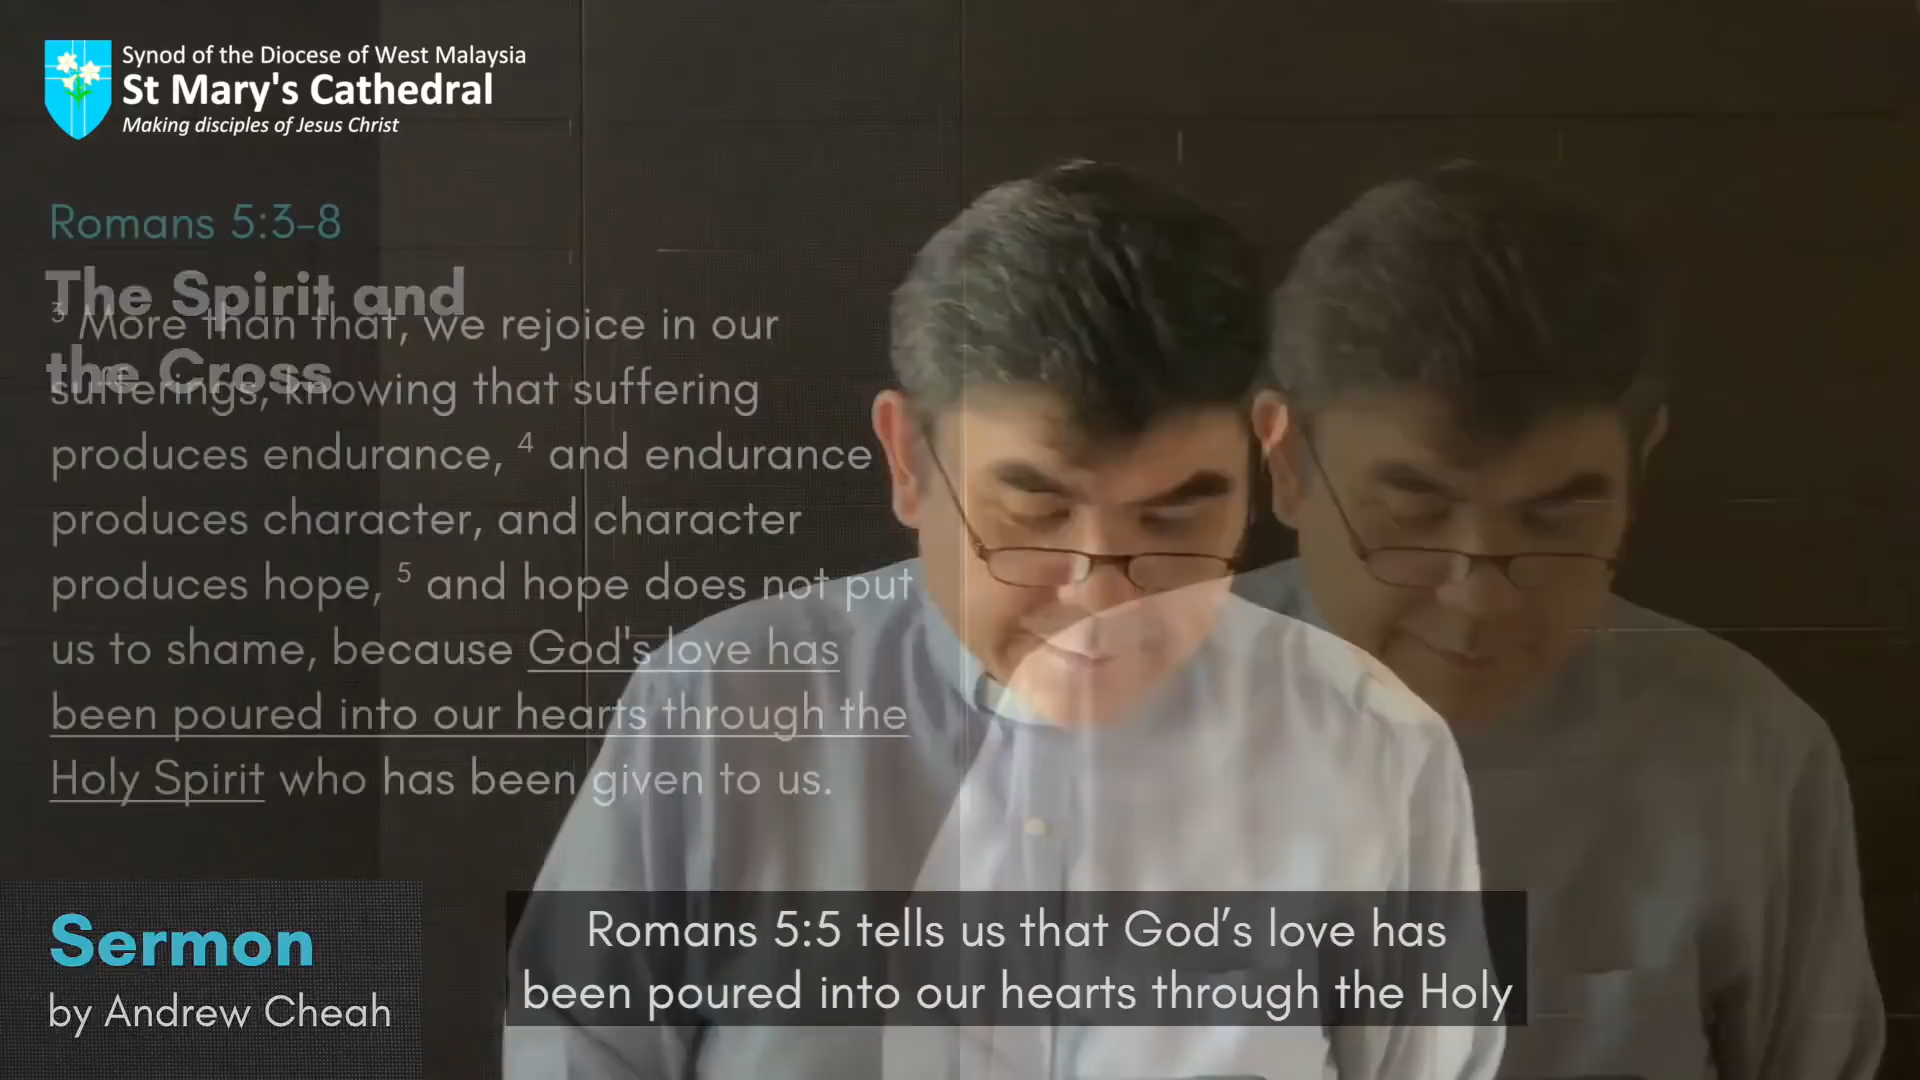 Synod of the Diocese of West Malaysia
St Mary's Cathedral
Making disciples of Jesus Christ
Romans 5:3-8
The Spirit and
the Cross
3 More than that, we rejoice in our
sufferings, knowing that suffering
produces endurance, 4 and endurance
produces character, and character
produces hope, 5 and hope does not put
us to shame, because God's love has
been poured into our hearts through the
Holy Spirit who has been given to us.
Sermon
by Andrew Cheah
Romans 5:5 tells us that God’s love has
been poured into our hearts through the Holy